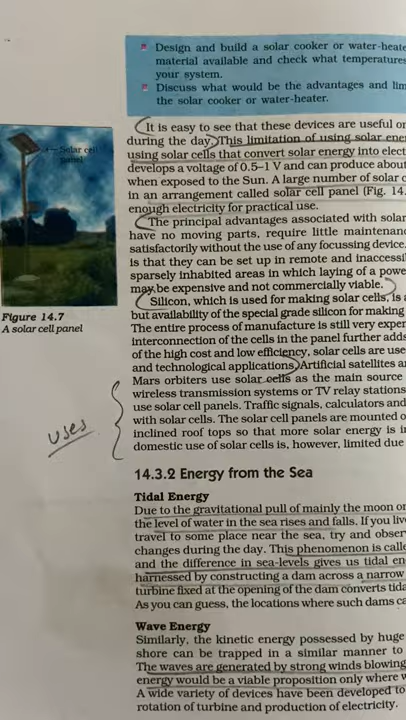 Design and build a solar cooker or water-heate
material available and check what temperatures
your system.
Discuss what would be the advantages and lim
the solar cooker or water-heater.
It is easy to see that these devices are useful on
during the day. This limitation of using solar ener
using solar cells that convert solar energy into elect
develops a voltage of 0.5–1 V and can produce about
when exposed to the Sun. A large number of solar c
in an arrangement called solar cell panel (Fig. 14.
enough electricity for practical use.
The principal advantages associated with solar
have no moving parts, require little maintenanc
satisfactorily without the use of any focussing device.
is that they can be set up in remote and inaccessi
sparsely inhabited areas in which laying of a powe
may be expensive and not commercially viable.
Silicon, which is used for making solar cells, is a
but availability of the special grade silicon for making
The entire process of manufacture is still very exper
interconnection of the cells in the panel further adds
of the high cost and low efficiency, solar cells are use
and technological applications. Artificial satellites a
Mars orbiters use solar cells as the main source
wireless transmission systems or TV relay stations
use solar cell panels. Traffic signals, calculators and
with solar cells. The solar cell panels are mounted o
inclined roof tops so that more solar energy is in
domestic use of solar cells is, however, limited due
Solar cell
panel
Figure 14.7
A solar cell panel
uses
14.3.2 Energy from the Sea
Tidal Energy
Due to the gravitational pull of mainly the moon on
the level of water in the sea rises and falls. If you live
travel to some place near the sea, try and obser
changes during the day. This phenomenon is calle
and the difference in sea-levels gives us tidal en
harnessed by constructing a dam across a narrow
turbine fixed at the opening of the dam converts tida
As you can guess, the locations where such dams ca
Wave Energy
Similarly, the kinetic energy possessed by huge
shore can be trapped in a similar manner to
The waves are generated by strong winds blowing
energy would be a viable proposition only where w
A wide variety of devices have been developed to
rotation of turbine and production of electricity.